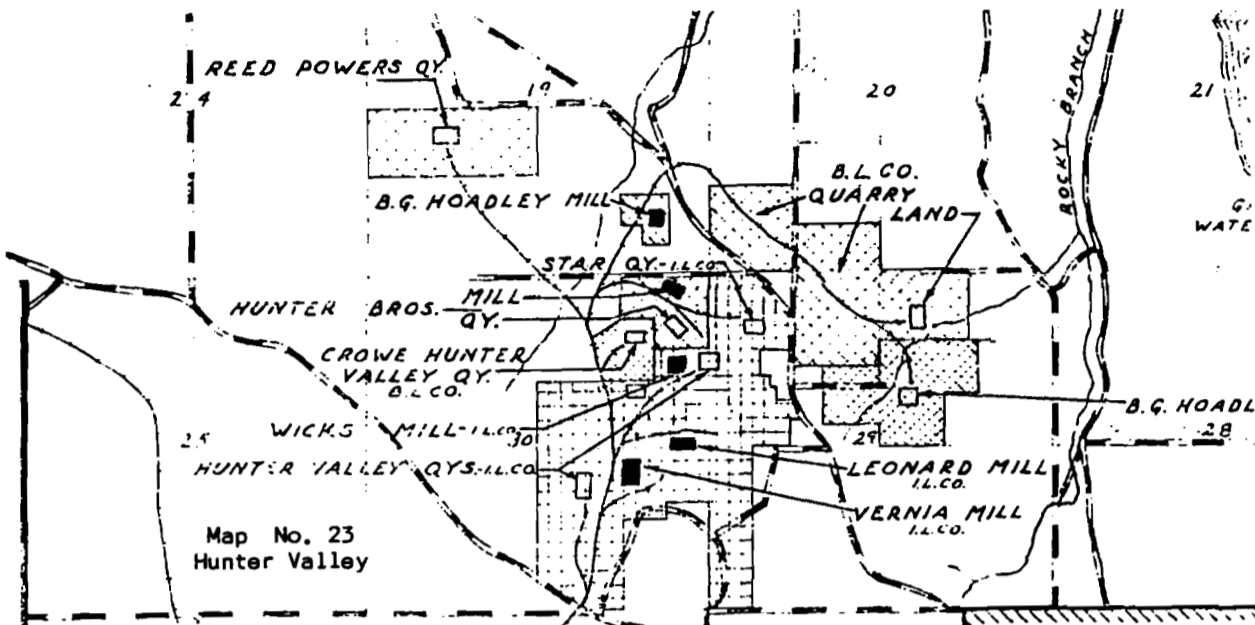 REED POWERS QY.
24
19
20
21
ROCKY BRANCH
B.L. CO.
QUARRY
LAND
B.G. HOADLEY MILL
WATE
STAR QY.-I.L.CO.
HUNTER BROS.
MILL
QY.
CROWE HUNTER
VALLEY QY.
B.L. CO.
B.G. HOADL
WICKS MILL-I.L.CO.
25
30
29
28
HUNTER VALLEY QYS.-I.L.CO.
LEONARD MILL
I.L.CO.
VERNIA MILL
I.L.CO.
Map No. 23
Hunter Valley